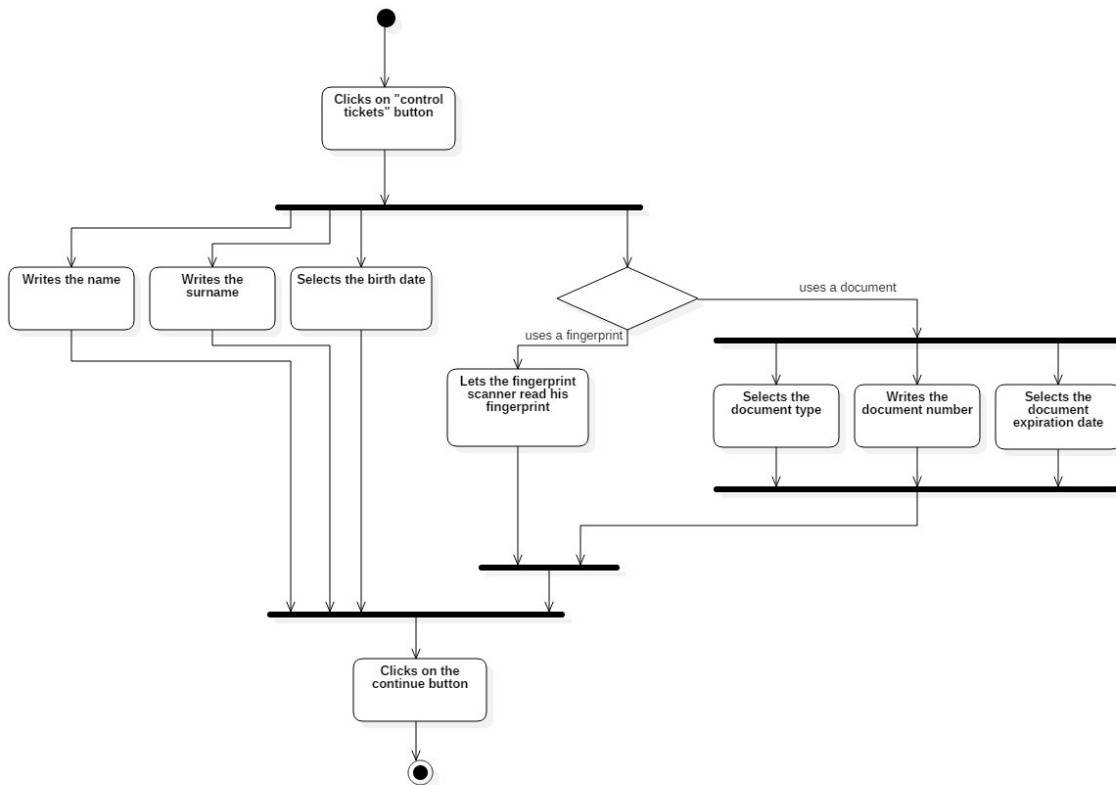 Clicks on "control
tickets" button
Writes the name
Writes the
surname
Selects the birth date
uses a document
uses a fingerprint
Lets the fingerprint
scanner read his
fingerprint
Selects the
document type
Writes the
document number
Selects the
document
expiration date
Clicks on the
continue button